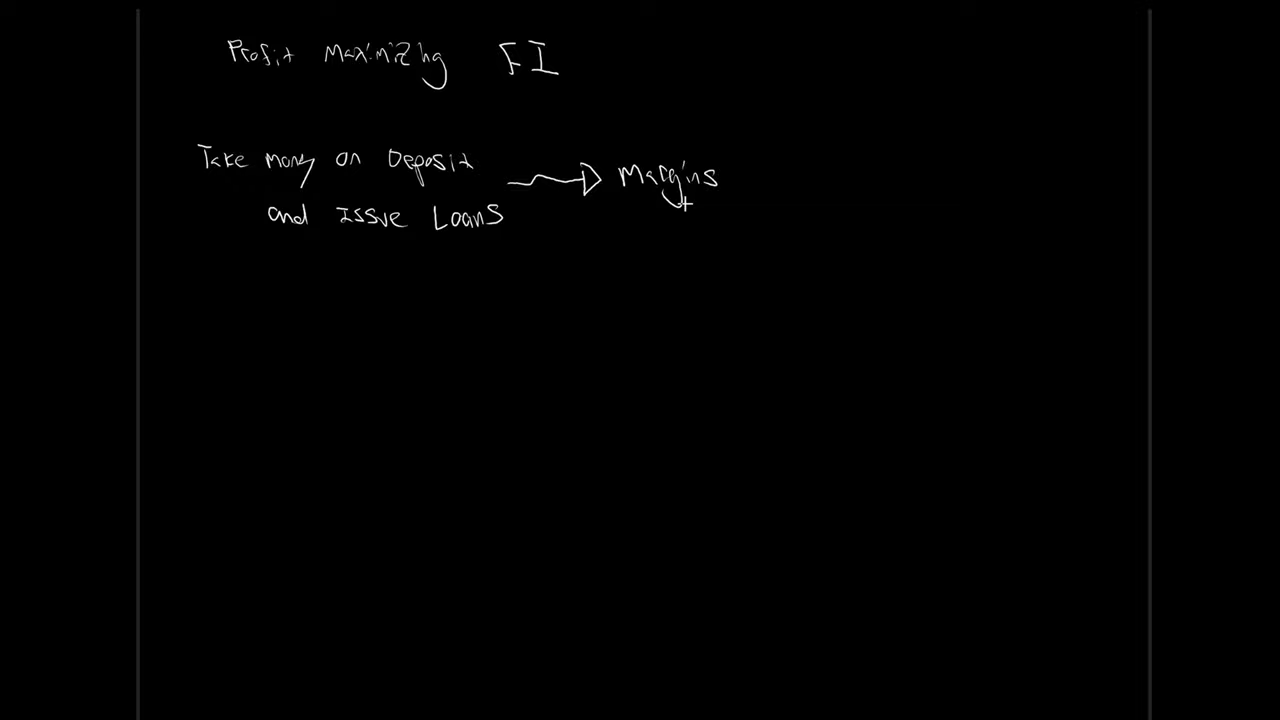 Profit Maximizing FI
Take money on Deposit
and Issue Loans
Margins